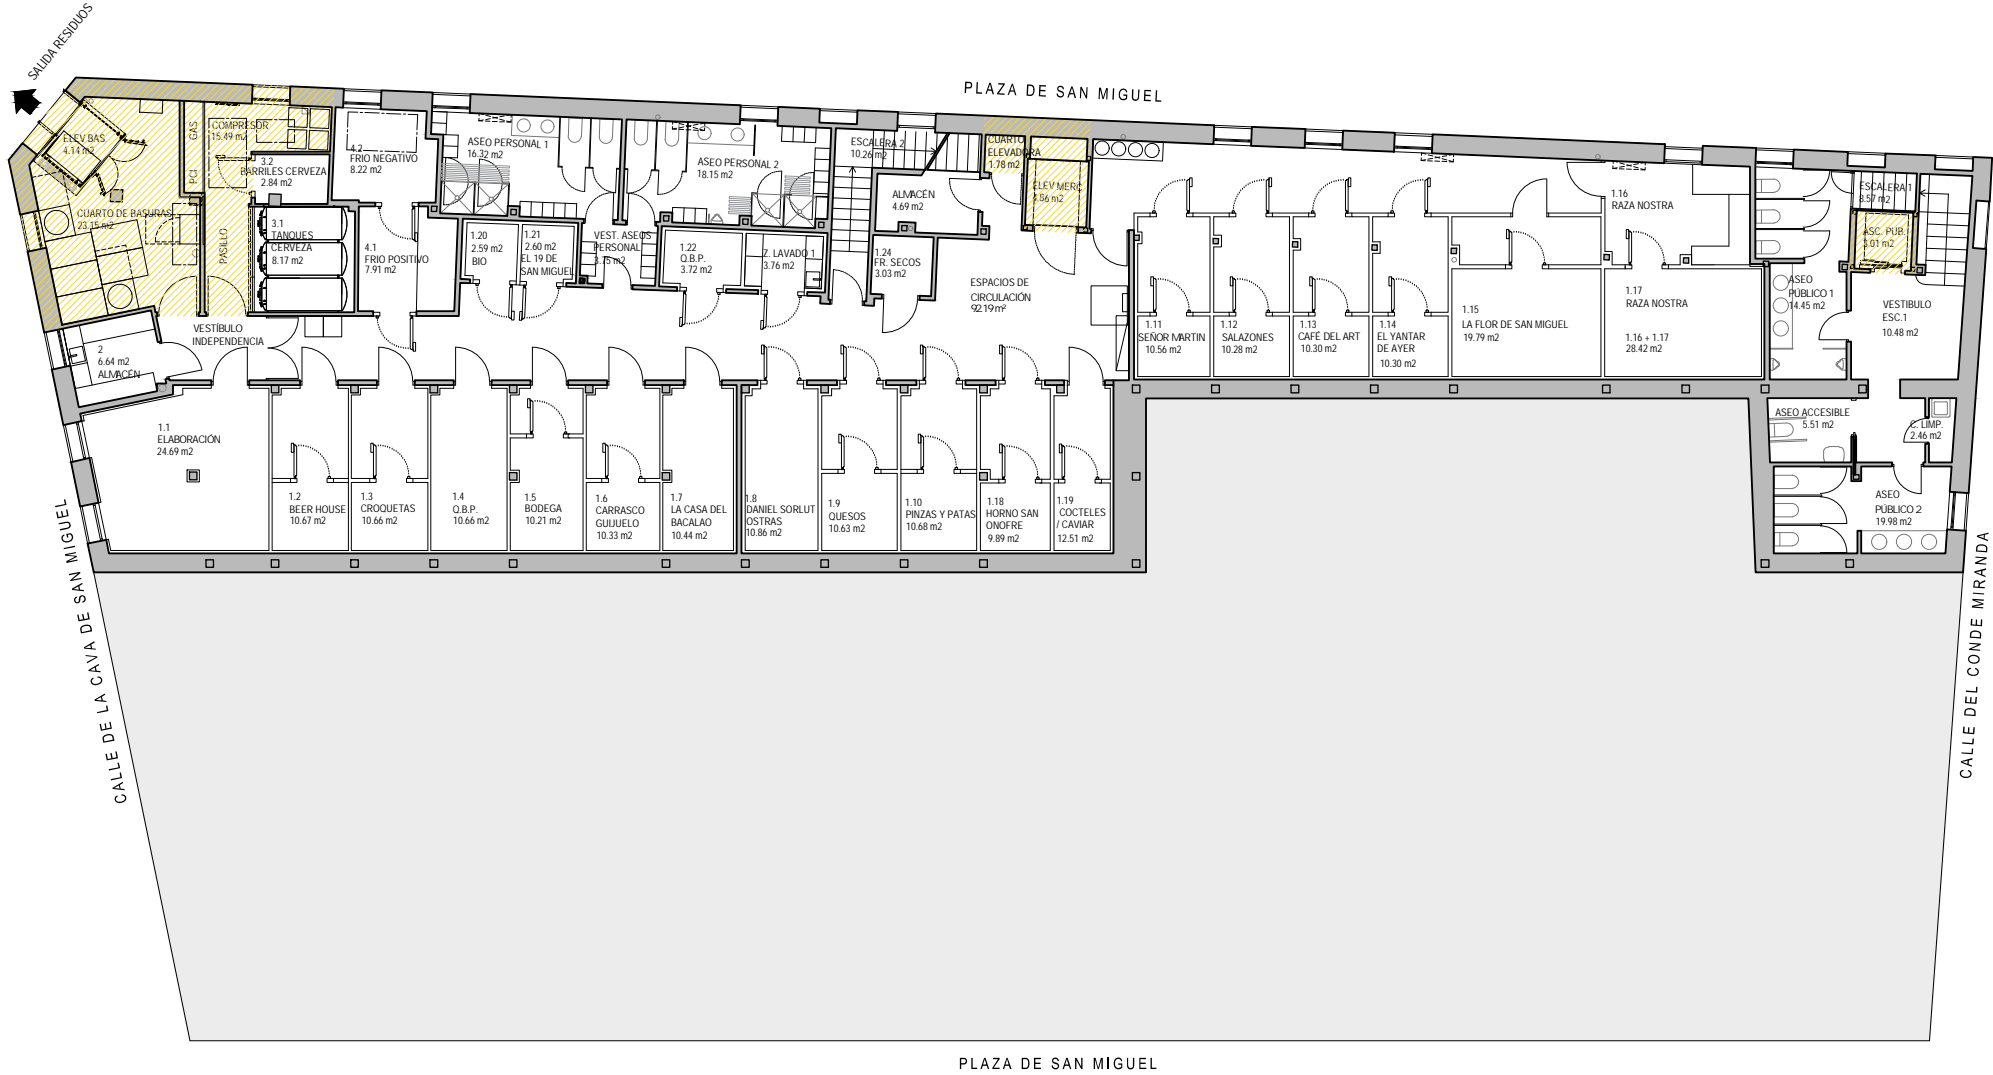 SALIDA RESIDUOS
PLAZA DE SAN MIGUEL
ELEV BAS.
4.14 m2
GAS
PCI
COMPRESOR
15.49 m2
3.2
BARRILES CERVEZA
2.84 m2
CUARTO DE BASURAS
23.15 m2
PASILLO
3.1
TANQUES
CERVEZA
8.17 m2
4.2
FRIO NEGATIVO
8.22 m2
4.1
FRIO POSITIVO
7.91 m2
ASEO PERSONAL 1
16.32 m2
1.20
2.59 m2
BIO
1.21
2.60 m2
EL 19 DE
SAN MIGUEL
VEST. ASEOS
PERSONAL
3.75 m2
ASEO PERSONAL 2
18.15 m2
1.22
Q.B.P.
3.72 m2
Z. LAVADO 1
3.76 m2
ESCALERA 2
10.26 m2
ALMACÉN
4.69 m2
1.24
FR. SECOS
3.03 m2
CUARTO
ELEVADORA
1.78 m2
ELEV MERC.
4.56 m2
ESPACIOS DE
CIRCULACIÓN
92.19 m²
VESTÍBULO
INDEPENDENCIA
2
6.64 m2
ALMACÉN
1.11
SEÑOR MARTIN
10.56 m2
1.12
SALAZONES
10.28 m2
1.13
CAFÉ DEL ART
10.30 m2
1.14
EL YANTAR
DE AYER
10.30 m2
1.15
LA FLOR DE SAN MIGUEL
19.79 m2
1.16
RAZA NOSTRA
1.17
RAZA NOSTRA
1.16 + 1.17
28.42 m2
ESCALERA 1
8.57 m2
ASC. PUB.
3.01 m2
ASEO
PÚBLICO 1
14.45 m2
VESTIBULO
ESC.1
10.48 m2
ASEO ACCESIBLE
5.51 m2
C. LIMP.
2.46 m2
ASEO
PÚBLICO 2
19.98 m2
1.1
ELABORACIÓN
24.69 m2
1.2
BEER HOUSE
10.67 m2
1.3
CROQUETAS
10.66 m2
1.4
Q.B.P.
10.66 m2
1.5
BODEGA
10.21 m2
1.6
CARRASCO
GUIJUELO
10.33 m2
1.7
LA CASA DEL
BACALAO
10.44 m2
1.8
DANIEL SORLUT
OSTRAS
10.86 m2
1.9
QUESOS
10.63 m2
1.10
PINZAS Y PATAS
10.68 m2
1.18
HORNO SAN
ONOFRE
9.89 m2
1.19
COCTELES
/ CAVIAR
12.51 m2
CALLE DE LA CAVA DE SAN MIGUEL
CALLE DEL CONDE MIRANDA
PLAZA DE SAN MIGUEL